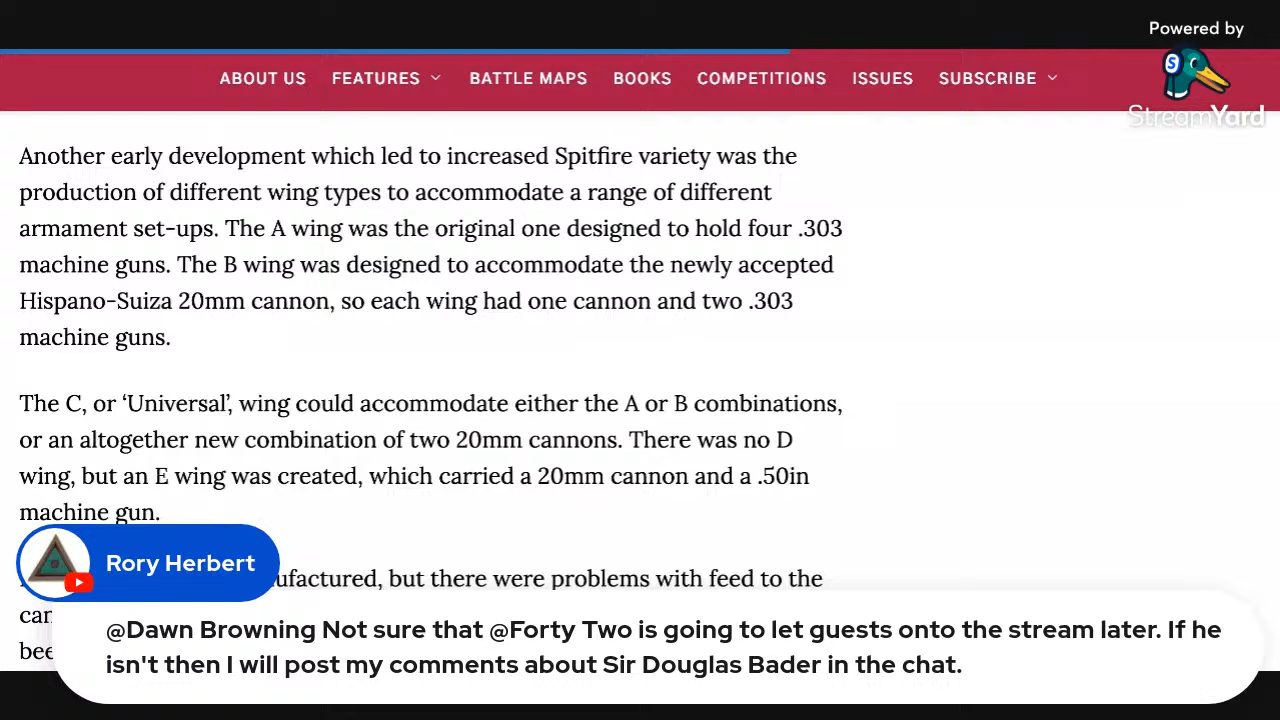 Powered by
StreamYard
ABOUT US FEATURES BATTLE MAPS BOOKS COMPETITIONS ISSUES SUBSCRIBE
Another early development which led to increased Spitfire variety was the
production of different wing types to accommodate a range of different
armament set-ups. The A wing was the original one designed to hold four .303
machine guns. The B wing was designed to accommodate the newly accepted
Hispano-Suiza 20mm cannon, so each wing had one cannon and two .303
machine guns.
The C, or ‘Universal’, wing could accommodate either the A or B combinations,
or an altogether new combination of two 20mm cannons. There was no D
wing, but an E wing was created, which carried a 20mm cannon and a .50in
machine gun.
but there were problems with feed to the
Rory Herbert
@Dawn Browning Not sure that @Forty Two is going to let guests onto the stream later. If he
isn't then I will post my comments about Sir Douglas Bader in the chat.